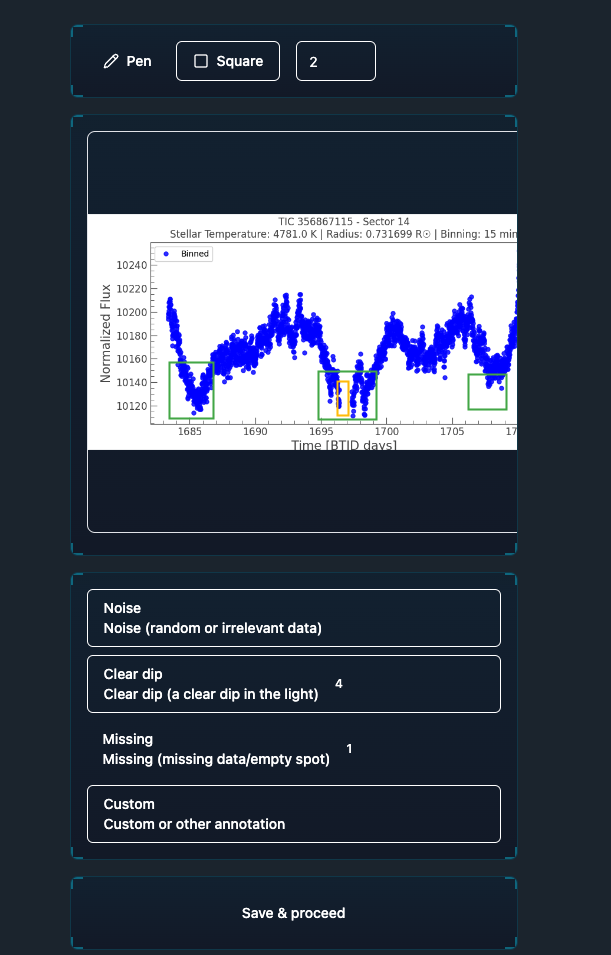 Pen
Square
2
TIC 356867115 - Sector 14
Stellar Temperature: 4781.0 K | Radius: 0.731699 R☉ | Binning: 15 min
Binned
Normalized Flux
10240
10220
10200
10180
10160
10140
10120
1685
1690
1695
1700
1705
17
Time [BTJD days]
Noise
Noise (random or irrelevant data)
Clear dip
Clear dip (a clear dip in the light)
4
Missing
Missing (missing data/empty spot)
1
Custom
Custom or other annotation
Save & proceed